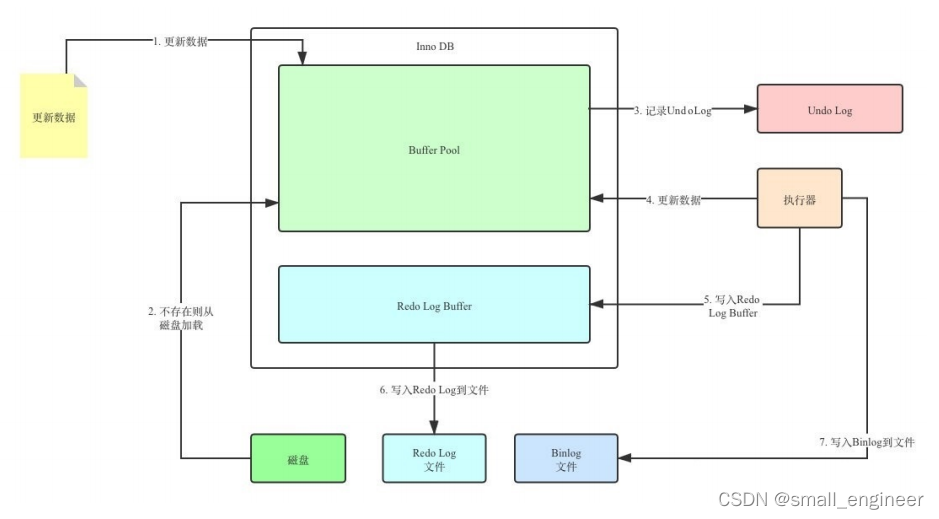 1. 更新数据
Inno DB
更新数据
Buffer Pool
3. 记录Und oLog
Undo Log
4. 更新数据
执行器
2. 不存在则从
磁盘加载
Redo Log Buffer
5. 写入Redo
Log Buffer
6. 写入Redo Log到文件
7. 写入Binlog到文件
磁盘
Redo Log
文件
Binlog
文件
CSDN @small_engineer